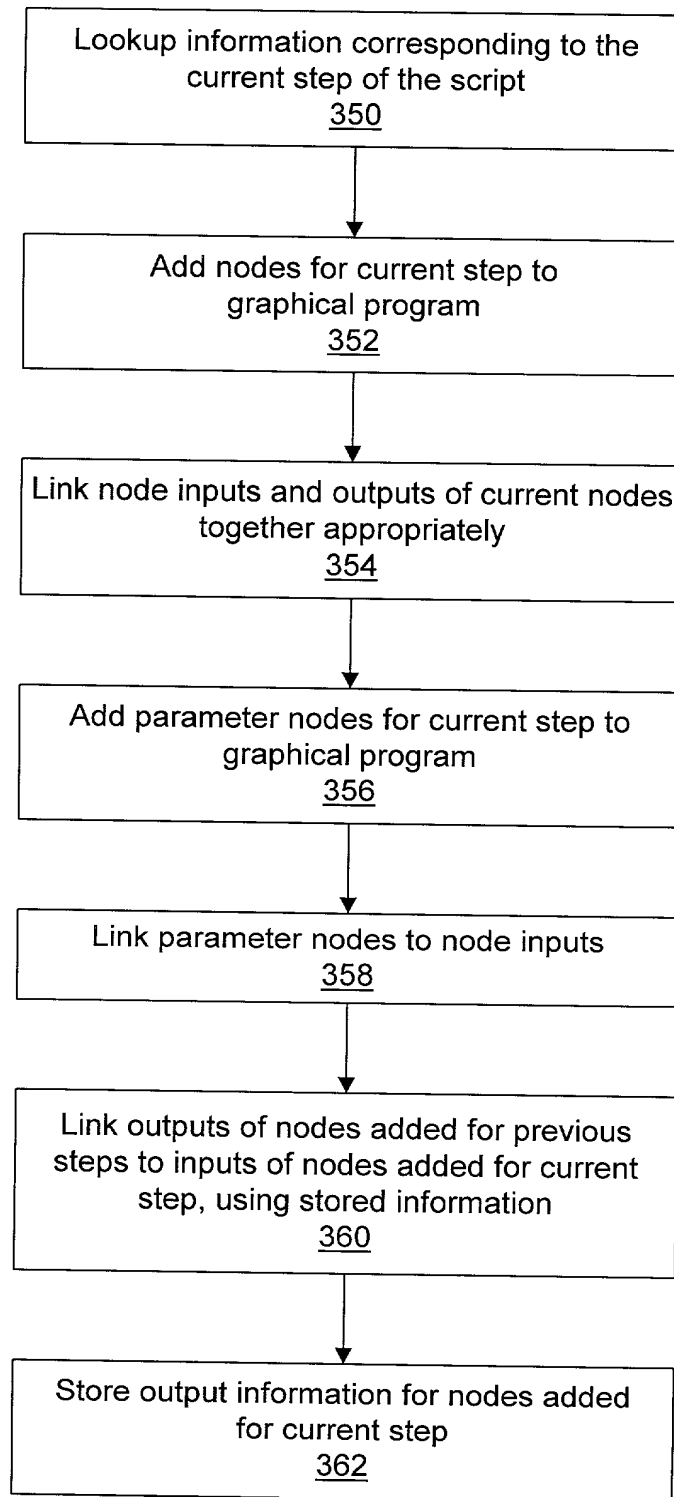 Lookup information corresponding to the
current step of the script
350
Add nodes for current step to
graphical program
352
Link node inputs and outputs of current nodes
together appropriately
354
Add parameter nodes for current step to
graphical program
356
Link parameter nodes to node inputs
358
Link outputs of nodes added for previous
steps to inputs of nodes added for current
step, using stored information
360
Store output information for nodes added
for current step
362